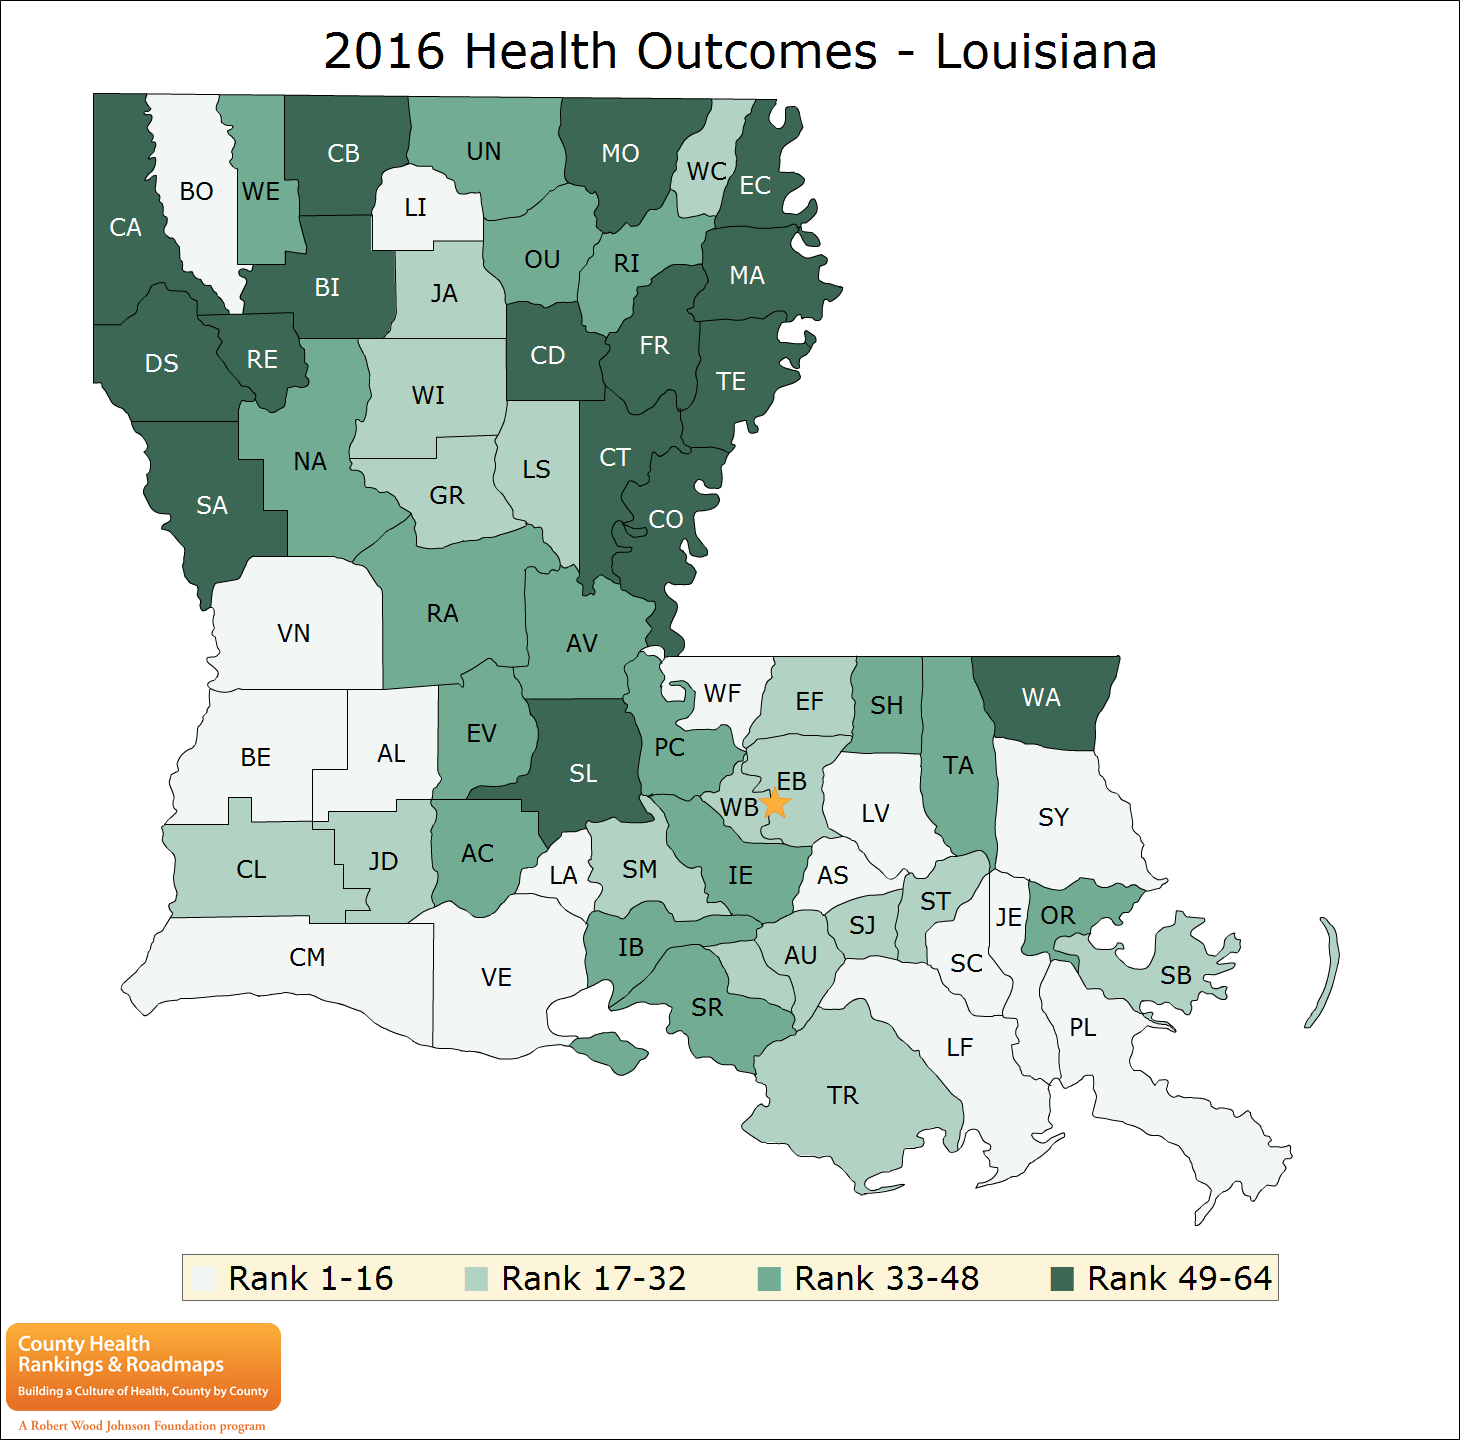 2016 Health Outcomes - Louisiana
CB
UN
MO
WC
EC
BO
WE
LI
CA
OU
RI
MA
BI
JA
DS
RE
CD
FR
TE
WI
NA
GR
LS
CT
SA
CO
VN
RA
AV
WF
EF
SH
WA
BE
AL
EV
SL
PC
EB
TA
WB
LV
SY
CL
JD
AC
LA
SM
IE
AS
ST
SJ
JE
OR
CM
VE
IB
AU
SC
SB
SR
PL
LF
TR
Rank 1-16 Rank 17-32 Rank 33-48 Rank 49-64
County Health
Rankings & Roadmaps
Building a Culture of Health, County by County
A Robert Wood Johnson Foundation program